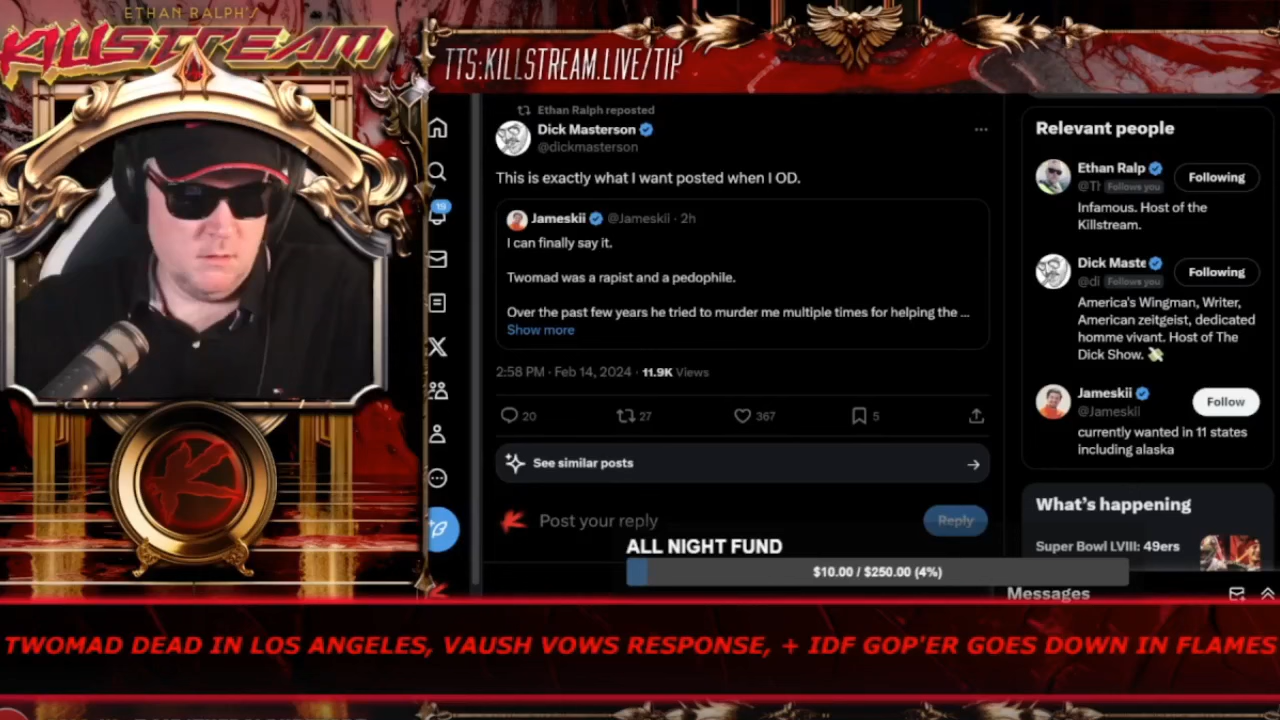 ETHAN RALPH'S
KILLSTREAM
TTS:KILLSTREAM.LIVE/TIP
Ethan Ralph reposted
Dick Masterson
@dickmasterson
This is exactly what I want posted when I OD.
Jameskii @Jameskii · 2h
I can finally say it.
Twomad was a rapist and a pedophile.
Over the past few years he tried to murder me multiple times for helping the ...
Show more
2:58 PM · Feb 14, 2024 · 11.9K Views
20 27 367 5
See similar posts
Post your reply
Reply
19
Relevant people
Ethan Ralp
@Th Follows you
Following
Infamous. Host of the
Killstream.
Dick Maste
@di Follows you
Following
America's Wingman, Writer,
American zeitgeist, dedicated
homme vivant. Host of The
Dick Show.
Jameskii
@Jameskii
Follow
currently wanted in 11 states
including alaska
What's happening
Super Bowl LVIII: 49ers
Messages
ALL NIGHT FUND
$10.00 / $250.00 (4%)
TWOMAD DEAD IN LOS ANGELES, VAUSH VOWS RESPONSE, + IDF GOP'ER GOES DOWN IN FLAMES